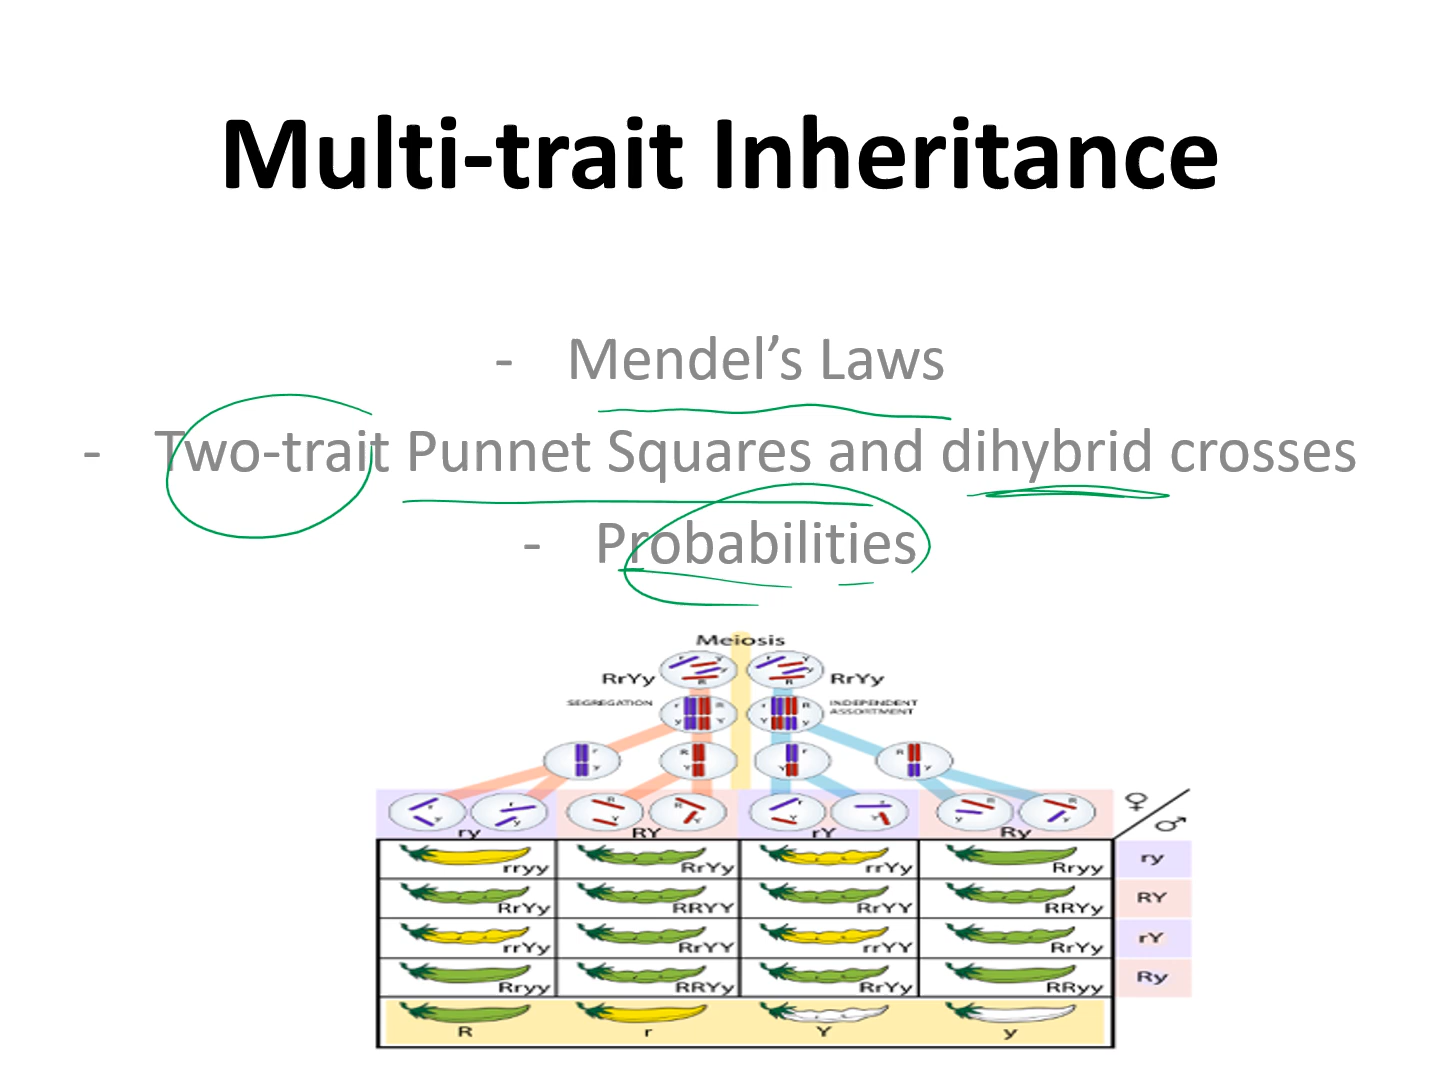 Multi-trait Inheritance
- Mendel's Laws
- Two-trait Punnet Squares and dihybrid crosses
- Probabilities
Meiosis
RrYy RrYy
SEGREGATION INDEPENDENT ASSORTMENT
ry RY rY Ry ♀ ♂
rryy RrYy rrYy Rryy ry
RrYy RRYY RrYY RRYy RY
rrYy RrYY rrYY RrYy rY
Rryy RRYy RrYy RRyy Ry
R r Y y